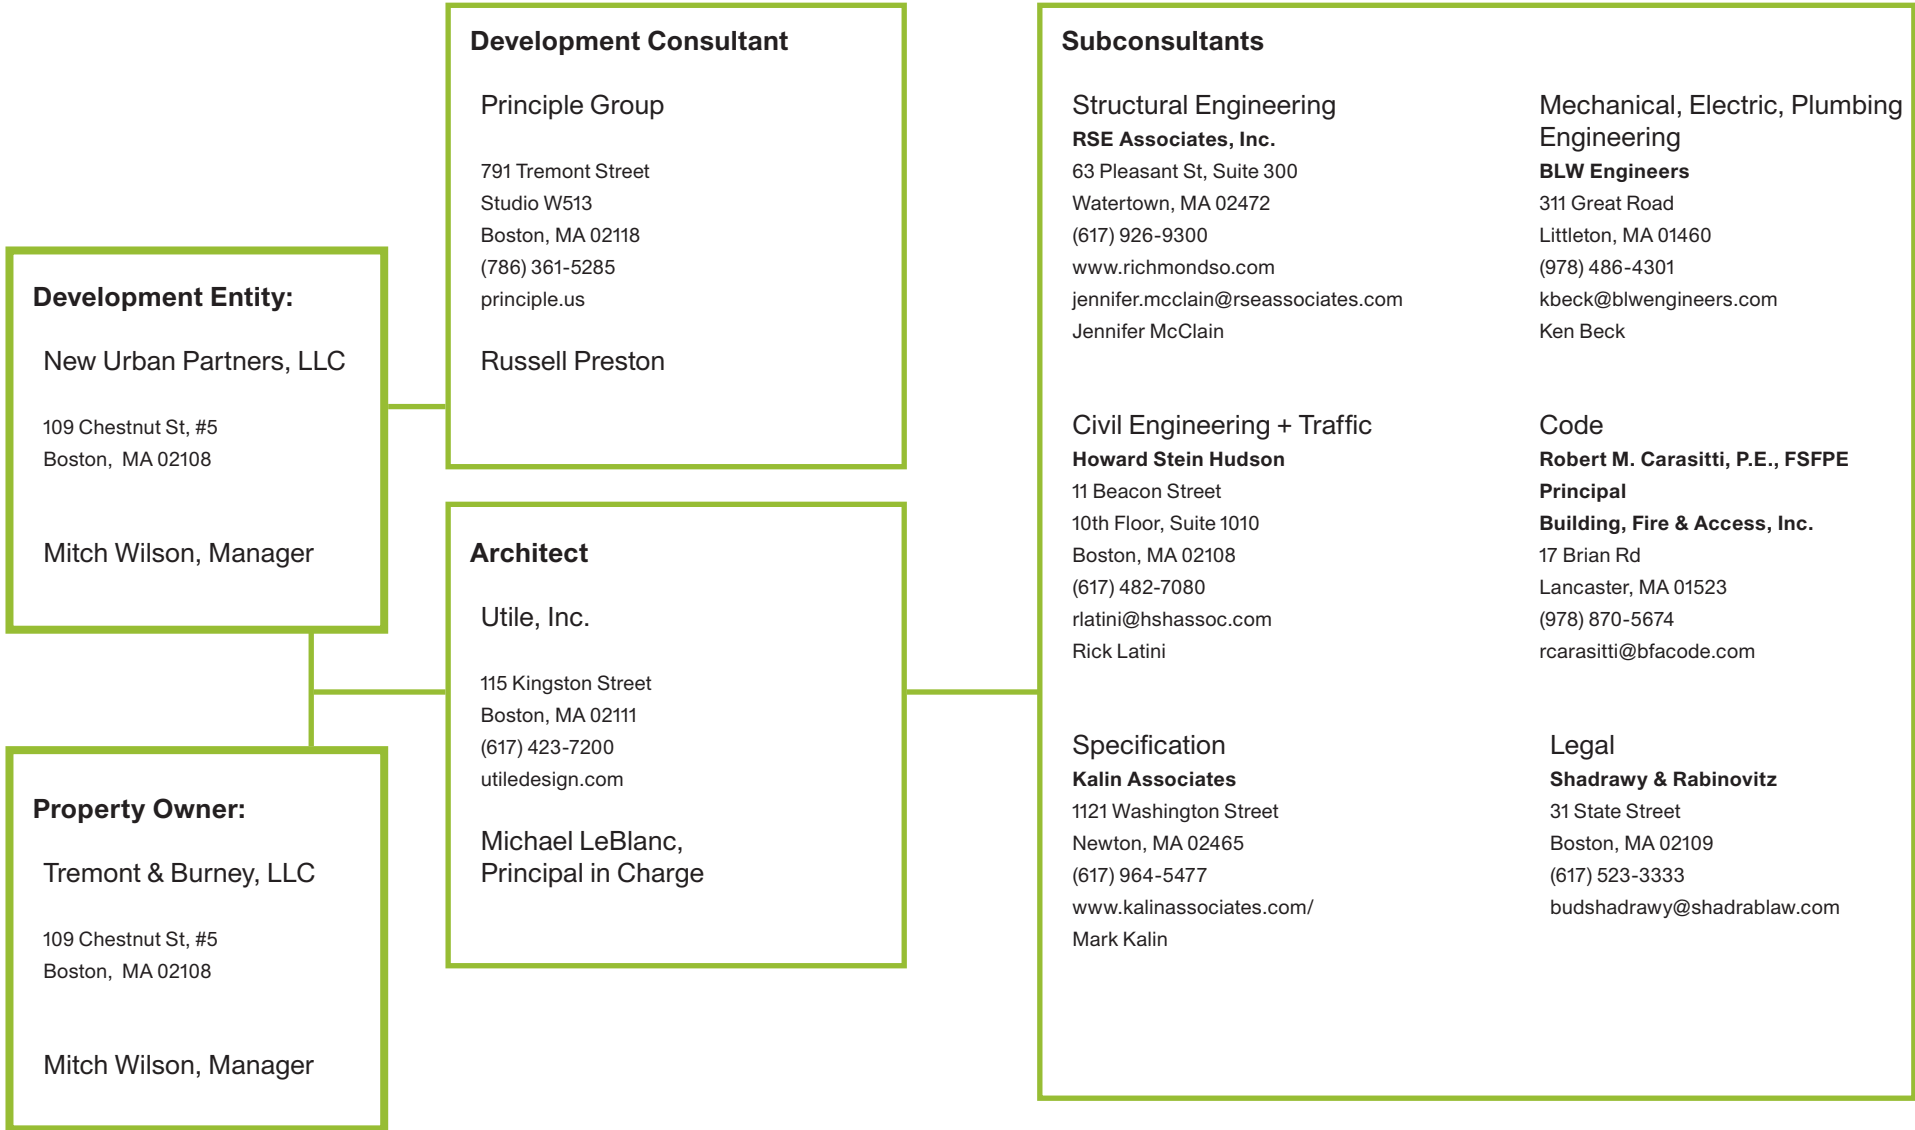 Development Entity:
New Urban Partners, LLC
109 Chestnut St, #5
Boston, MA 02108
Mitch Wilson, Manager
Property Owner:
Tremont & Burney, LLC
109 Chestnut St, #5
Boston, MA 02108
Mitch Wilson, Manager
Development Consultant
Principle Group
791 Tremont Street
Studio W513
Boston, MA 02118
(786) 361-5285
principle.us
Russell Preston
Architect
Utile, Inc.
115 Kingston Street
Boston, MA 02111
(617) 423-7200
utiledesign.com
Michael LeBlanc,
Principal in Charge
Subconsultants
Structural Engineering
RSE Associates, Inc.
63 Pleasant St, Suite 300
Watertown, MA 02472
(617) 926-9300
www.richmondso.com
jennifer.mcclain@rseassociates.com
Jennifer McClain
Mechanical, Electric, Plumbing
Engineering
BLW Engineers
311 Great Road
Littleton, MA 01460
(978) 486-4301
kbeck@blwengineers.com
Ken Beck
Civil Engineering + Traffic
Howard Stein Hudson
11 Beacon Street
10th Floor, Suite 1010
Boston, MA 02108
(617) 482-7080
rlatini@hshassoc.com
Rick Latini
Code
Robert M. Carasitti, P.E., FSFPE
Principal
Building, Fire & Access, Inc.
17 Brian Rd
Lancaster, MA 01523
(978) 870-5674
rcarasitti@bfacode.com
Specification
Kalin Associates
1121 Washington Street
Newton, MA 02465
(617) 964-5477
www.kalinassociates.com/
Mark Kalin
Legal
Shadrawy & Rabinovitz
31 State Street
Boston, MA 02109
(617) 523-3333
budshadrawy@shadrablaw.com